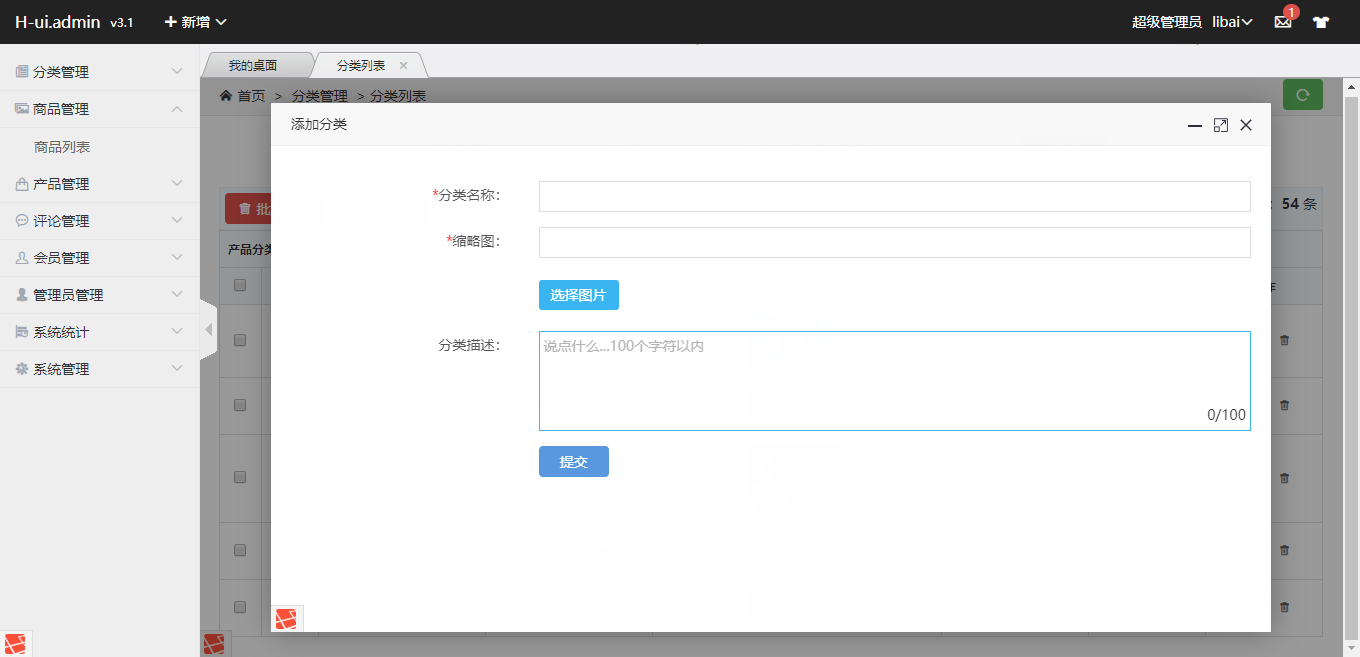 H-ui.admin v3.1 新增 超级管理员 libai 1
分类管理
商品管理
商品列表
产品管理
评论管理
会员管理
管理员管理
系统统计
系统管理
我的桌面 分类列表
首页 > 分类管理 > 分类列表
添加分类
*分类名称：
*缩略图：
选择图片
分类描述：
说点什么...100个字符以内
0/100
提交
批
54 条
产品分类